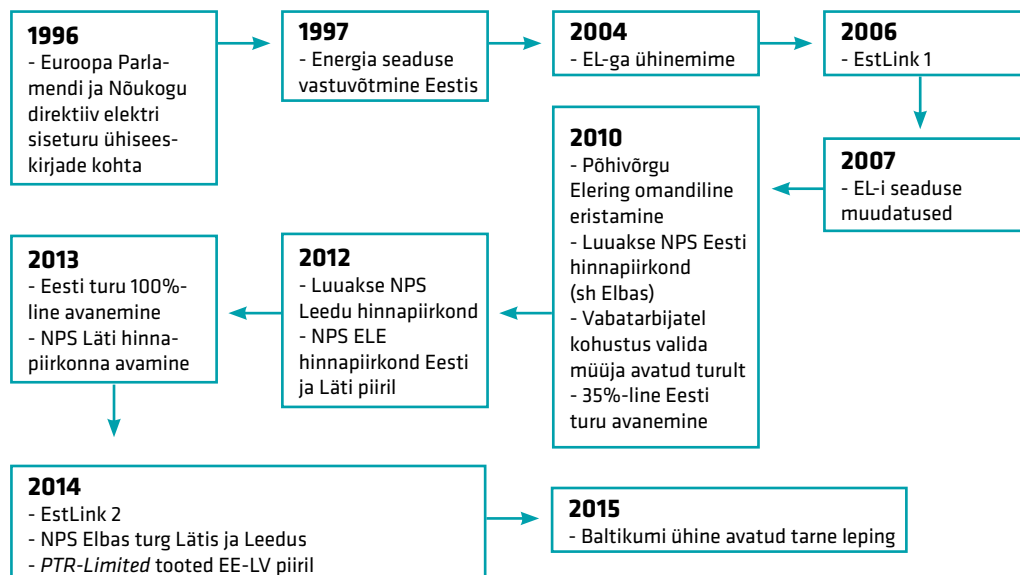 1996
- Euroopa Parla-
mendi ja Nõukogu
direktiiv elektri
siseturu ühisees-
kirjade kohta
1997
- Energia seaduse
vastuvõtmine Eestis
2004
- EL-ga ühinemime
2006
- EstLink 1
2007
- EL-i seaduse
muudatused
2010
- Põhivõrgu
Elering omandiline
eristamine
- Luuakse NPS Eesti
hinnapiirkond
(sh Elbas)
- Vabatarbijatel
kohustus valida
müüja avatud turult
- 35%-line Eesti
turu avanemine
2012
- Luuakse NPS
Leedu hinnapiirkond
- NPS ELE
hinnapiirkond Eesti
ja Läti piiril
2013
- Eesti turu 100%-
line avanemine
- NPS Läti hinna-
piirkonna avamine
2014
- EstLink 2
- NPS Elbas turg Lätis ja Leedus
- PTR-Limited tooted EE-LV piiril
2015
- Baltikumi ühine avatud tarne leping